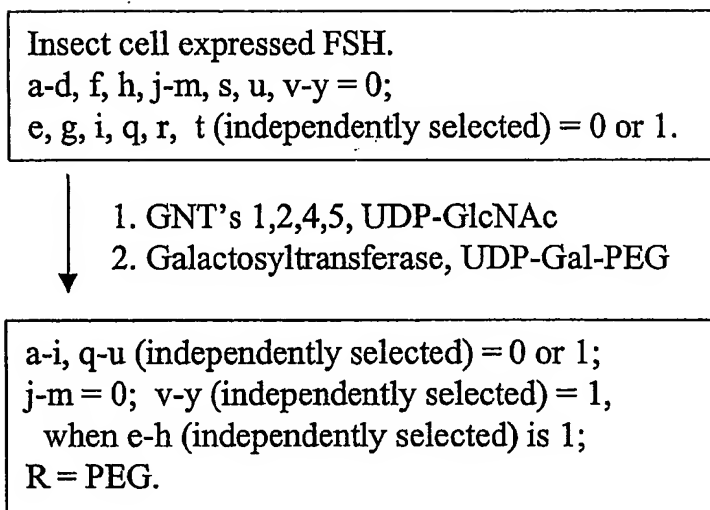 Insect cell expressed FSH.
a-d, f, h, j-m, s, u, v-y = 0;
e, g, i, q, r, t (independently selected) = 0 or 1.
1. GNT's 1,2,4,5, UDP-GlcNAc
2. Galactosyltransferase, UDP-Gal-PEG
a-i, q-u (independently selected) = 0 or 1;
j-m = 0; v-y (independently selected) = 1,
when e-h (independently selected) is 1;
R = PEG.